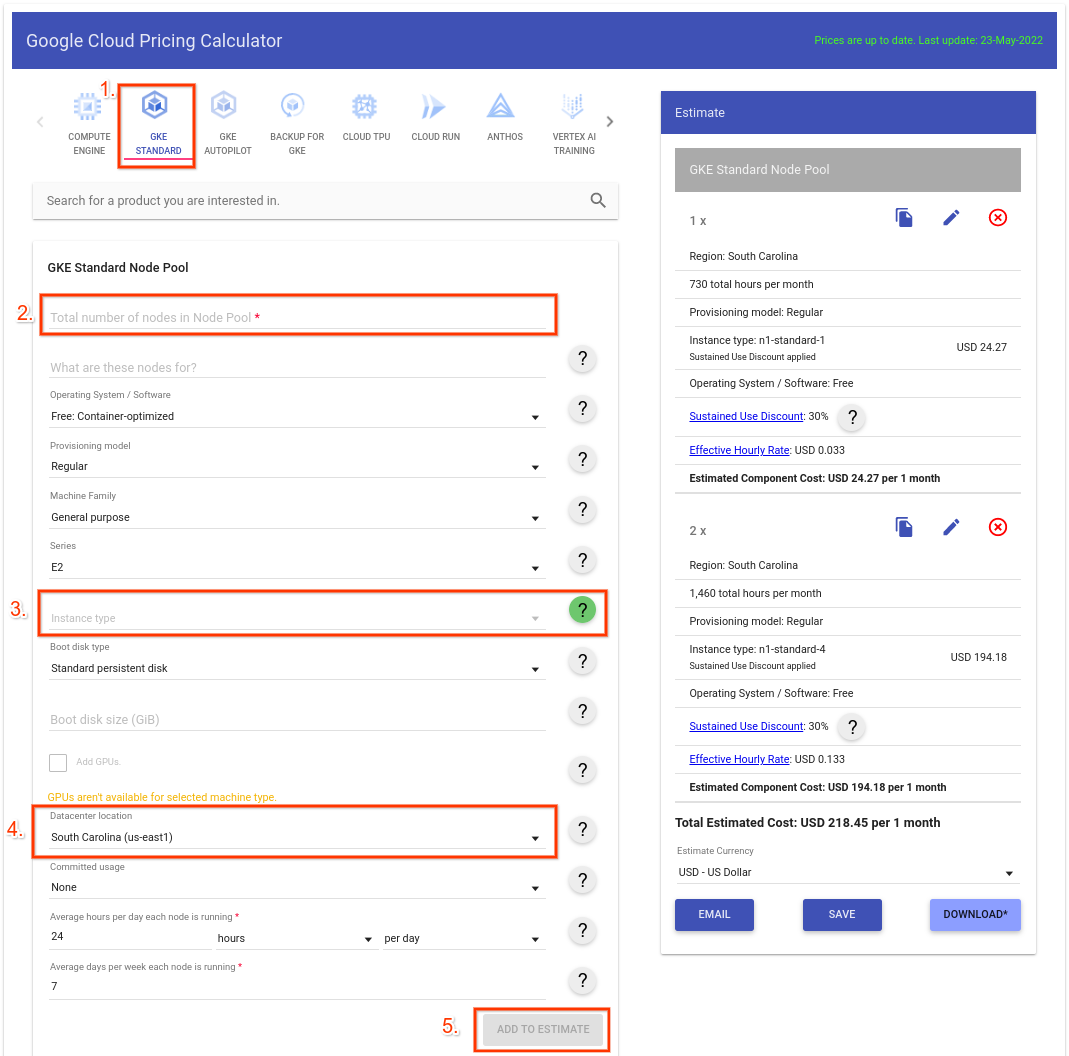 Google Cloud Pricing Calculator
Prices are up to date. Last update: 23-May-2022
1.
COMPUTE
ENGINE
GKE
STANDARD
GKE
AUTOPILOT
BACKUP FOR
GKE
CLOUD TPU
CLOUD RUN
ANTHOS
VERTEX AI
TRAINING
Search for a product you are interested in.
GKE Standard Node Pool
2.
Total number of nodes in Node Pool *
What are these nodes for?
?
Operating System / Software
Free: Container-optimized
?
Provisioning model
Regular
?
Machine Family
General purpose
?
Series
E2
?
3.
Instance type
?
Boot disk type
Standard persistent disk
?
Boot disk size (GiB)
?
Add GPUs.
?
GPUs aren't available for selected machine type.
4.
Datacenter location
South Carolina (us-east1)
?
Committed usage
None
?
Average hours per day each node is running *
24
hours
per day
?
Average days per week each node is running *
7
?
5.
ADD TO ESTIMATE
Estimate
GKE Standard Node Pool
1 x
Region: South Carolina
730 total hours per month
Provisioning model: Regular
Instance type: n1-standard-1
Sustained Use Discount applied
USD 24.27
Operating System / Software: Free
Sustained Use Discount: 30% ?
Effective Hourly Rate: USD 0.033
Estimated Component Cost: USD 24.27 per 1 month
2 x
Region: South Carolina
1,460 total hours per month
Provisioning model: Regular
Instance type: n1-standard-4
Sustained Use Discount applied
USD 194.18
Operating System / Software: Free
Sustained Use Discount: 30% ?
Effective Hourly Rate: USD 0.133
Estimated Component Cost: USD 194.18 per 1 month
Total Estimated Cost: USD 218.45 per 1 month
Estimate Currency
USD - US Dollar
EMAIL
SAVE
DOWNLOAD*